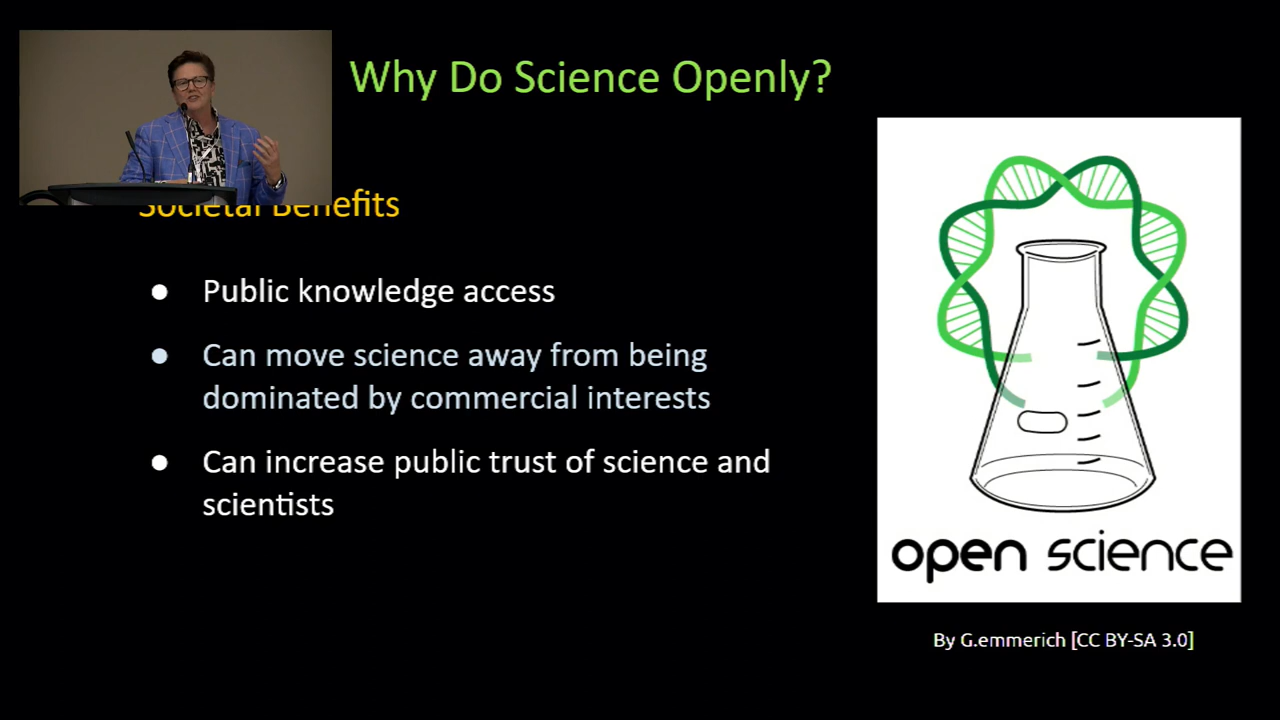 Why Do Science Openly?
Societal Benefits
● Public knowledge access
● Can move science away from being
dominated by commercial interests
● Can increase public trust of science and
scientists
open science
By G.emmerich [CC BY-SA 3.0]